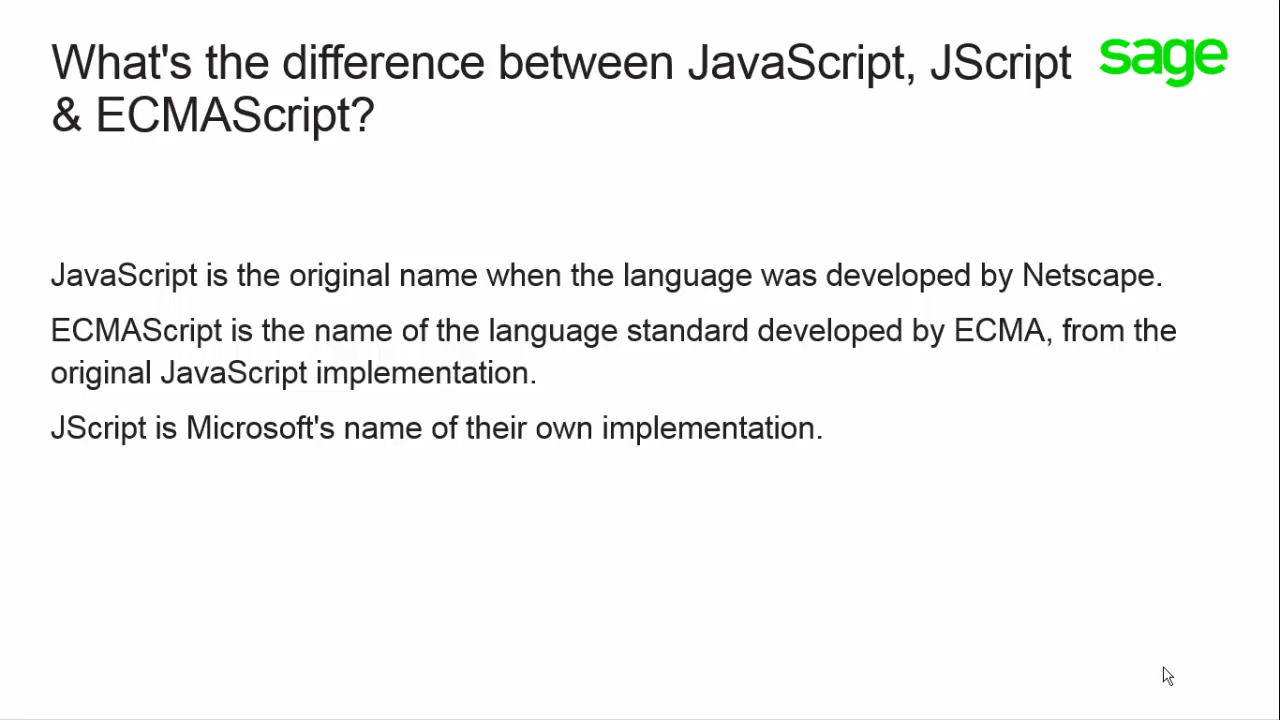 What's the difference between JavaScript, JScript
& ECMAScript?
sage
JavaScript is the original name when the language was developed by Netscape.
ECMAScript is the name of the language standard developed by ECMA, from the
original JavaScript implementation.
JScript is Microsoft's name of their own implementation.